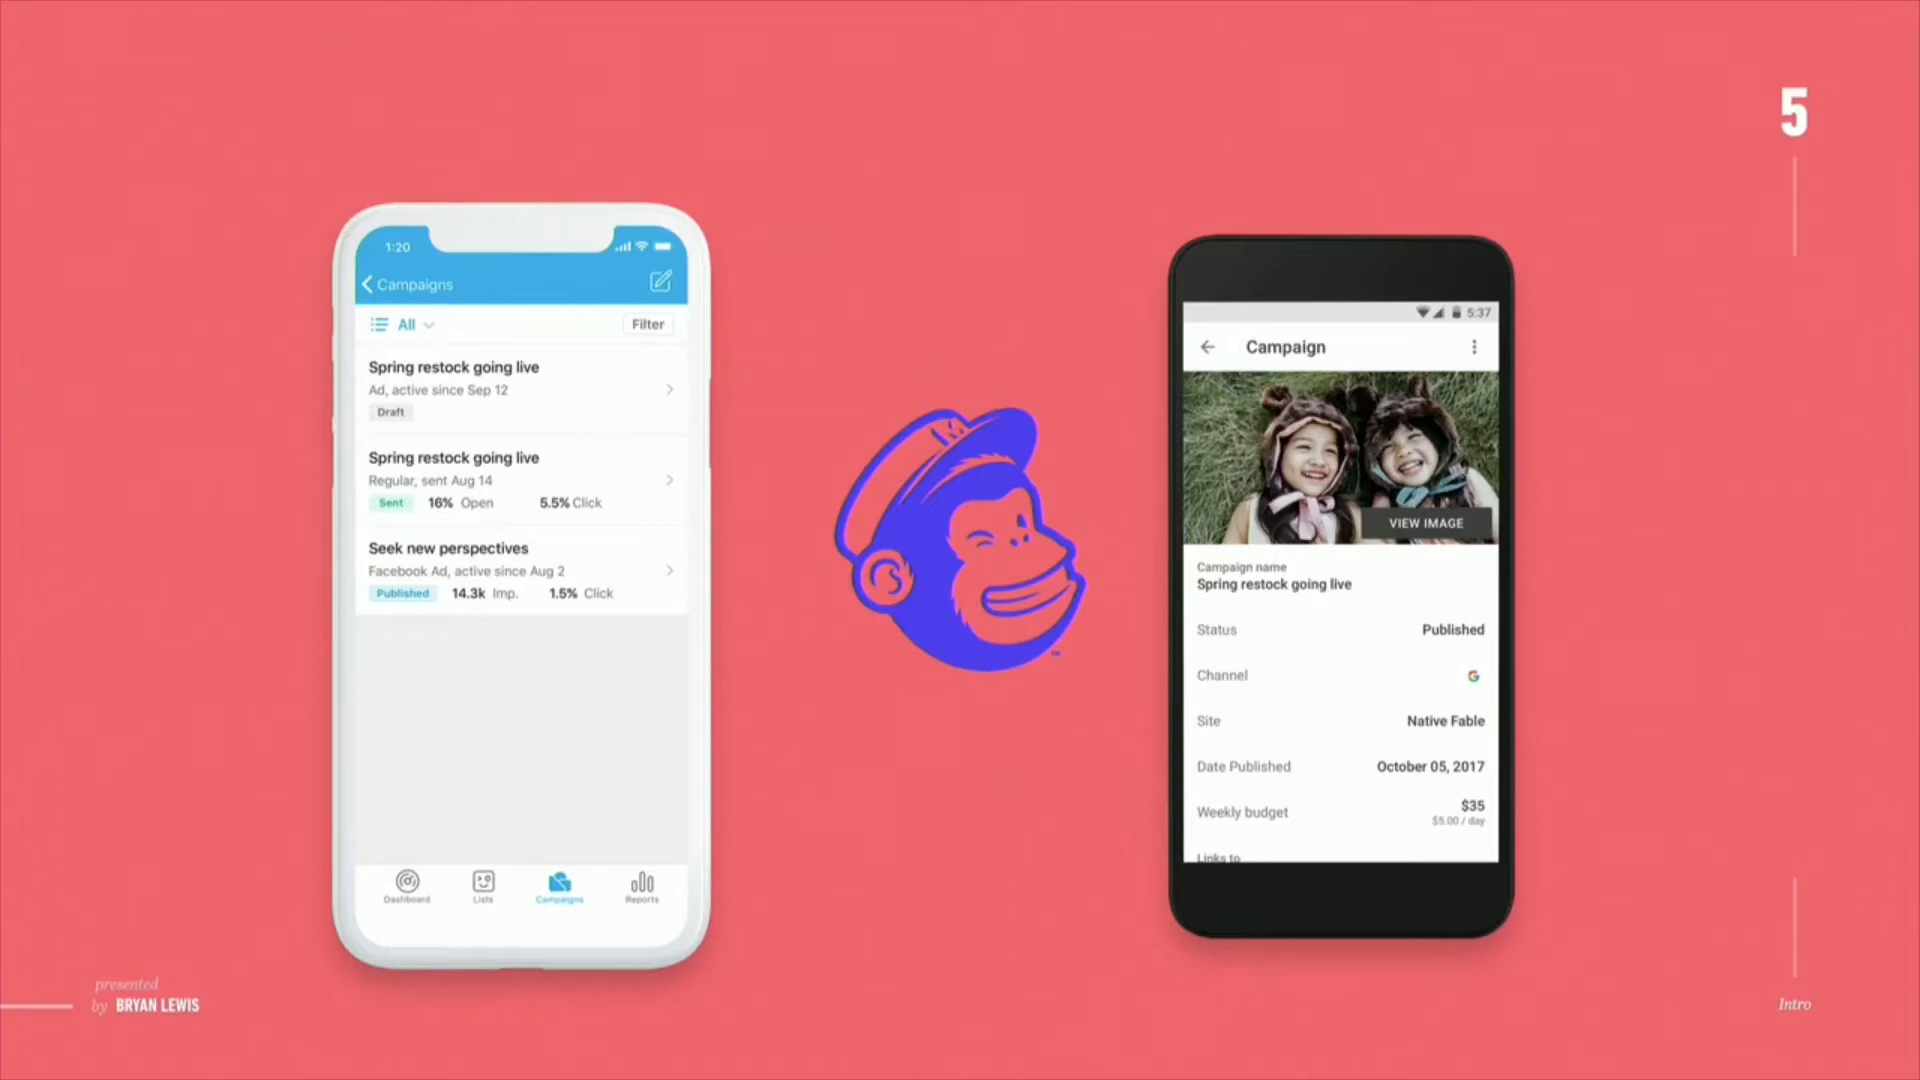 5
1:20
Campaigns
All
Filter
Spring restock going live
Ad, active since Sep 12
Draft
Spring restock going live
Regular, sent Aug 14
Sent 16% Open 5.5% Click
Seek new perspectives
Facebook Ad, active since Aug 2
Published 14.3k Imp. 1.5% Click
Dashboard Lists Campaigns Reports
TM
5:37
Campaign
VIEW IMAGE
Campaign name
Spring restock going live
Status Published
Channel G
Site Native Fable
Date Published October 05, 2017
Weekly budget $35
$5.00 / day
Links to
presented
by BRYAN LEWIS
Intro